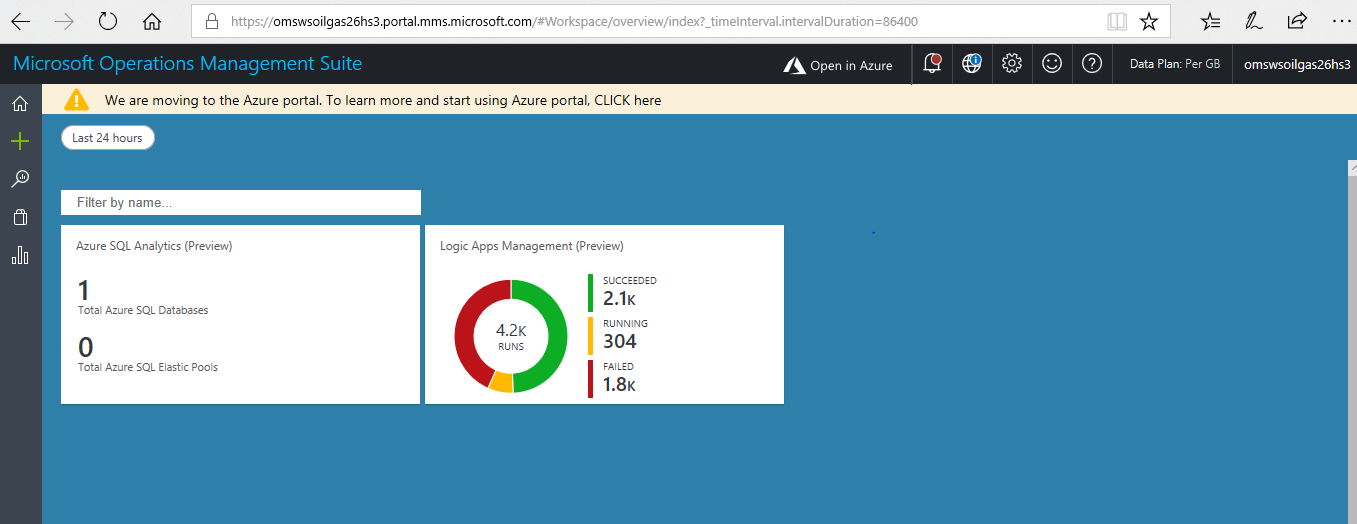 https://omswsoilgas26hs3.portal.mms.microsoft.com/#Workspace/overview/index?_timeInterval.intervalDuration=86400
Microsoft Operations Management Suite
Open in Azure
Data Plan: Per GB
omswsoilgas26hs3
We are moving to the Azure portal. To learn more and start using Azure portal, CLICK here
Last 24 hours
Filter by name...
Azure SQL Analytics (Preview)
1
Total Azure SQL Databases
0
Total Azure SQL Elastic Pools
Logic Apps Management (Preview)
4.2K
RUNS
SUCCEEDED
2.1K
RUNNING
304
FAILED
1.8K